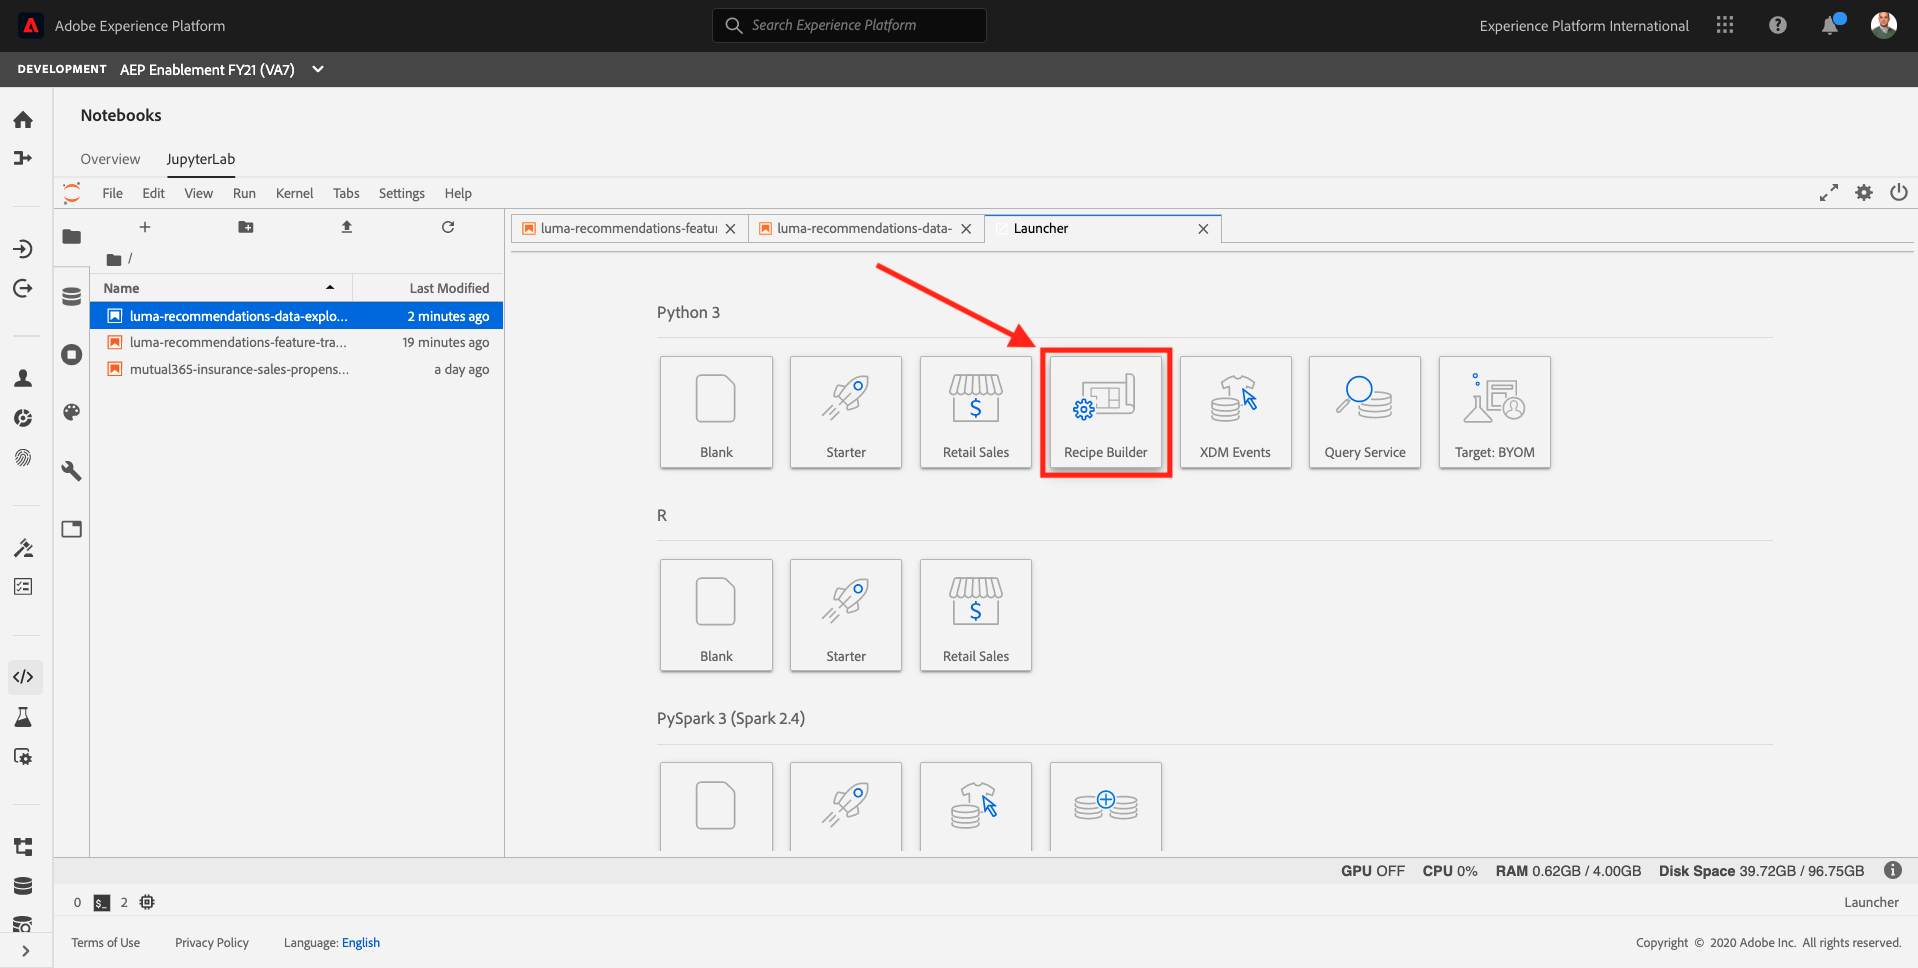 Adobe Experience Platform
Search Experience Platform
Experience Platform International
DEVELOPMENT AEP Enablement FY21 (VA7)
Notebooks
Overview JupyterLab
File Edit View Run Kernel Tabs Settings Help
luma-recommendations-featur luma-recommendations-data- Launcher
/
Name Last Modified
luma-recommendations-data-explo... 2 minutes ago
luma-recommendations-feature-tra... 19 minutes ago
mutual365-insurance-sales-propens... a day ago
Python 3
Blank Starter Retail Sales Recipe Builder XDM Events Query Service Target: BYOM
R
Blank Starter Retail Sales
PySpark 3 (Spark 2.4)
GPU OFF CPU 0% RAM 0.62GB / 4.00GB Disk Space 39.72GB / 96.75GB
0 $_ 2 Launcher
Terms of Use Privacy Policy Language: English Copyright © 2020 Adobe Inc. All rights reserved.